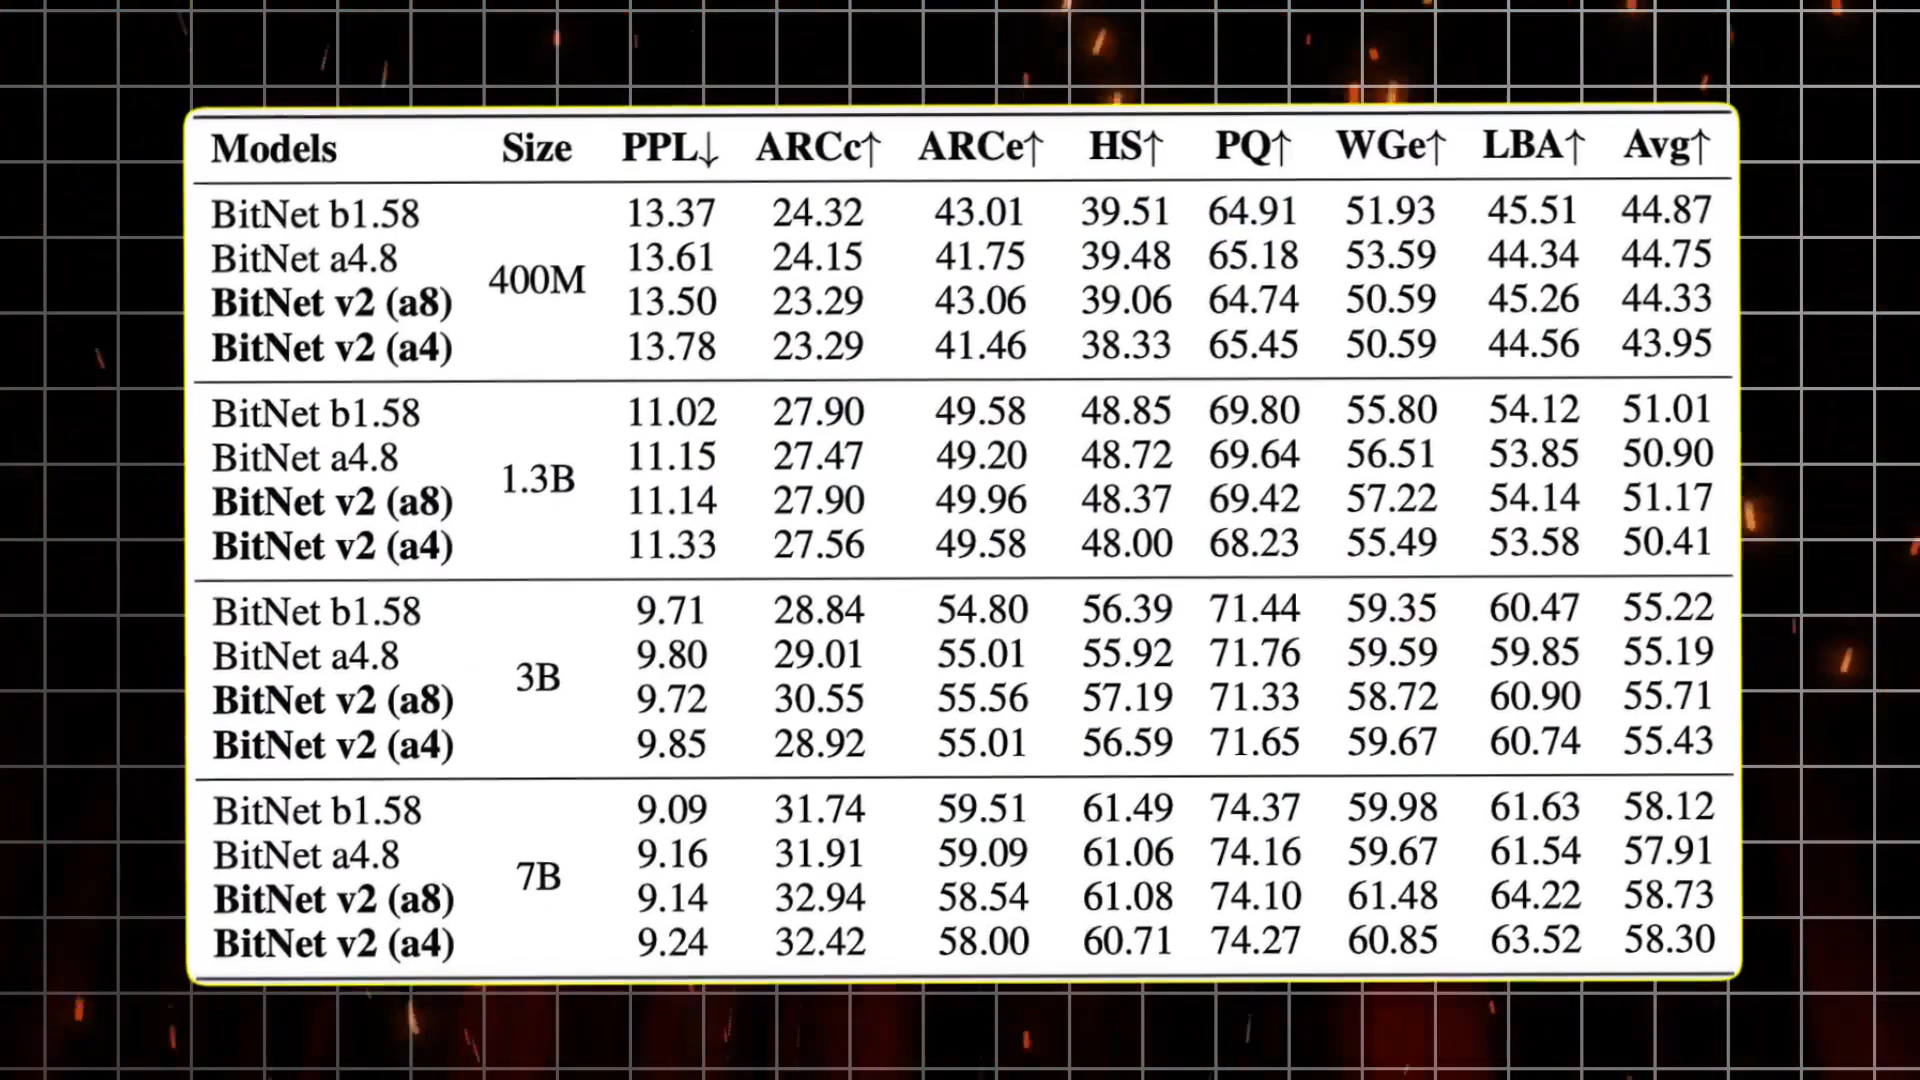 Models Size PPL↓ ARCc↑ ARCe↑ HS↑ PQ↑ WGe↑ LBA↑ Avg↑
BitNet b1.58 13.37 24.32 43.01 39.51 64.91 51.93 45.51 44.87
BitNet a4.8 13.61 24.15 41.75 39.48 65.18 53.59 44.34 44.75
400M
BitNet v2 (a8) 13.50 23.29 43.06 39.06 64.74 50.59 45.26 44.33
BitNet v2 (a4) 13.78 23.29 41.46 38.33 65.45 50.59 44.56 43.95
BitNet b1.58 11.02 27.90 49.58 48.85 69.80 55.80 54.12 51.01
BitNet a4.8 11.15 27.47 49.20 48.72 69.64 56.51 53.85 50.90
1.3B
BitNet v2 (a8) 11.14 27.90 49.96 48.37 69.42 57.22 54.14 51.17
BitNet v2 (a4) 11.33 27.56 49.58 48.00 68.23 55.49 53.58 50.41
BitNet b1.58 9.71 28.84 54.80 56.39 71.44 59.35 60.47 55.22
BitNet a4.8 9.80 29.01 55.01 55.92 71.76 59.59 59.85 55.19
3B
BitNet v2 (a8) 9.72 30.55 55.56 57.19 71.33 58.72 60.90 55.71
BitNet v2 (a4) 9.85 28.92 55.01 56.59 71.65 59.67 60.74 55.43
BitNet b1.58 9.09 31.74 59.51 61.49 74.37 59.98 61.63 58.12
BitNet a4.8 9.16 31.91 59.09 61.06 74.16 59.67 61.54 57.91
7B
BitNet v2 (a8) 9.14 32.94 58.54 61.08 74.10 61.48 64.22 58.73
BitNet v2 (a4) 9.24 32.42 58.00 60.71 74.27 60.85 63.52 58.30